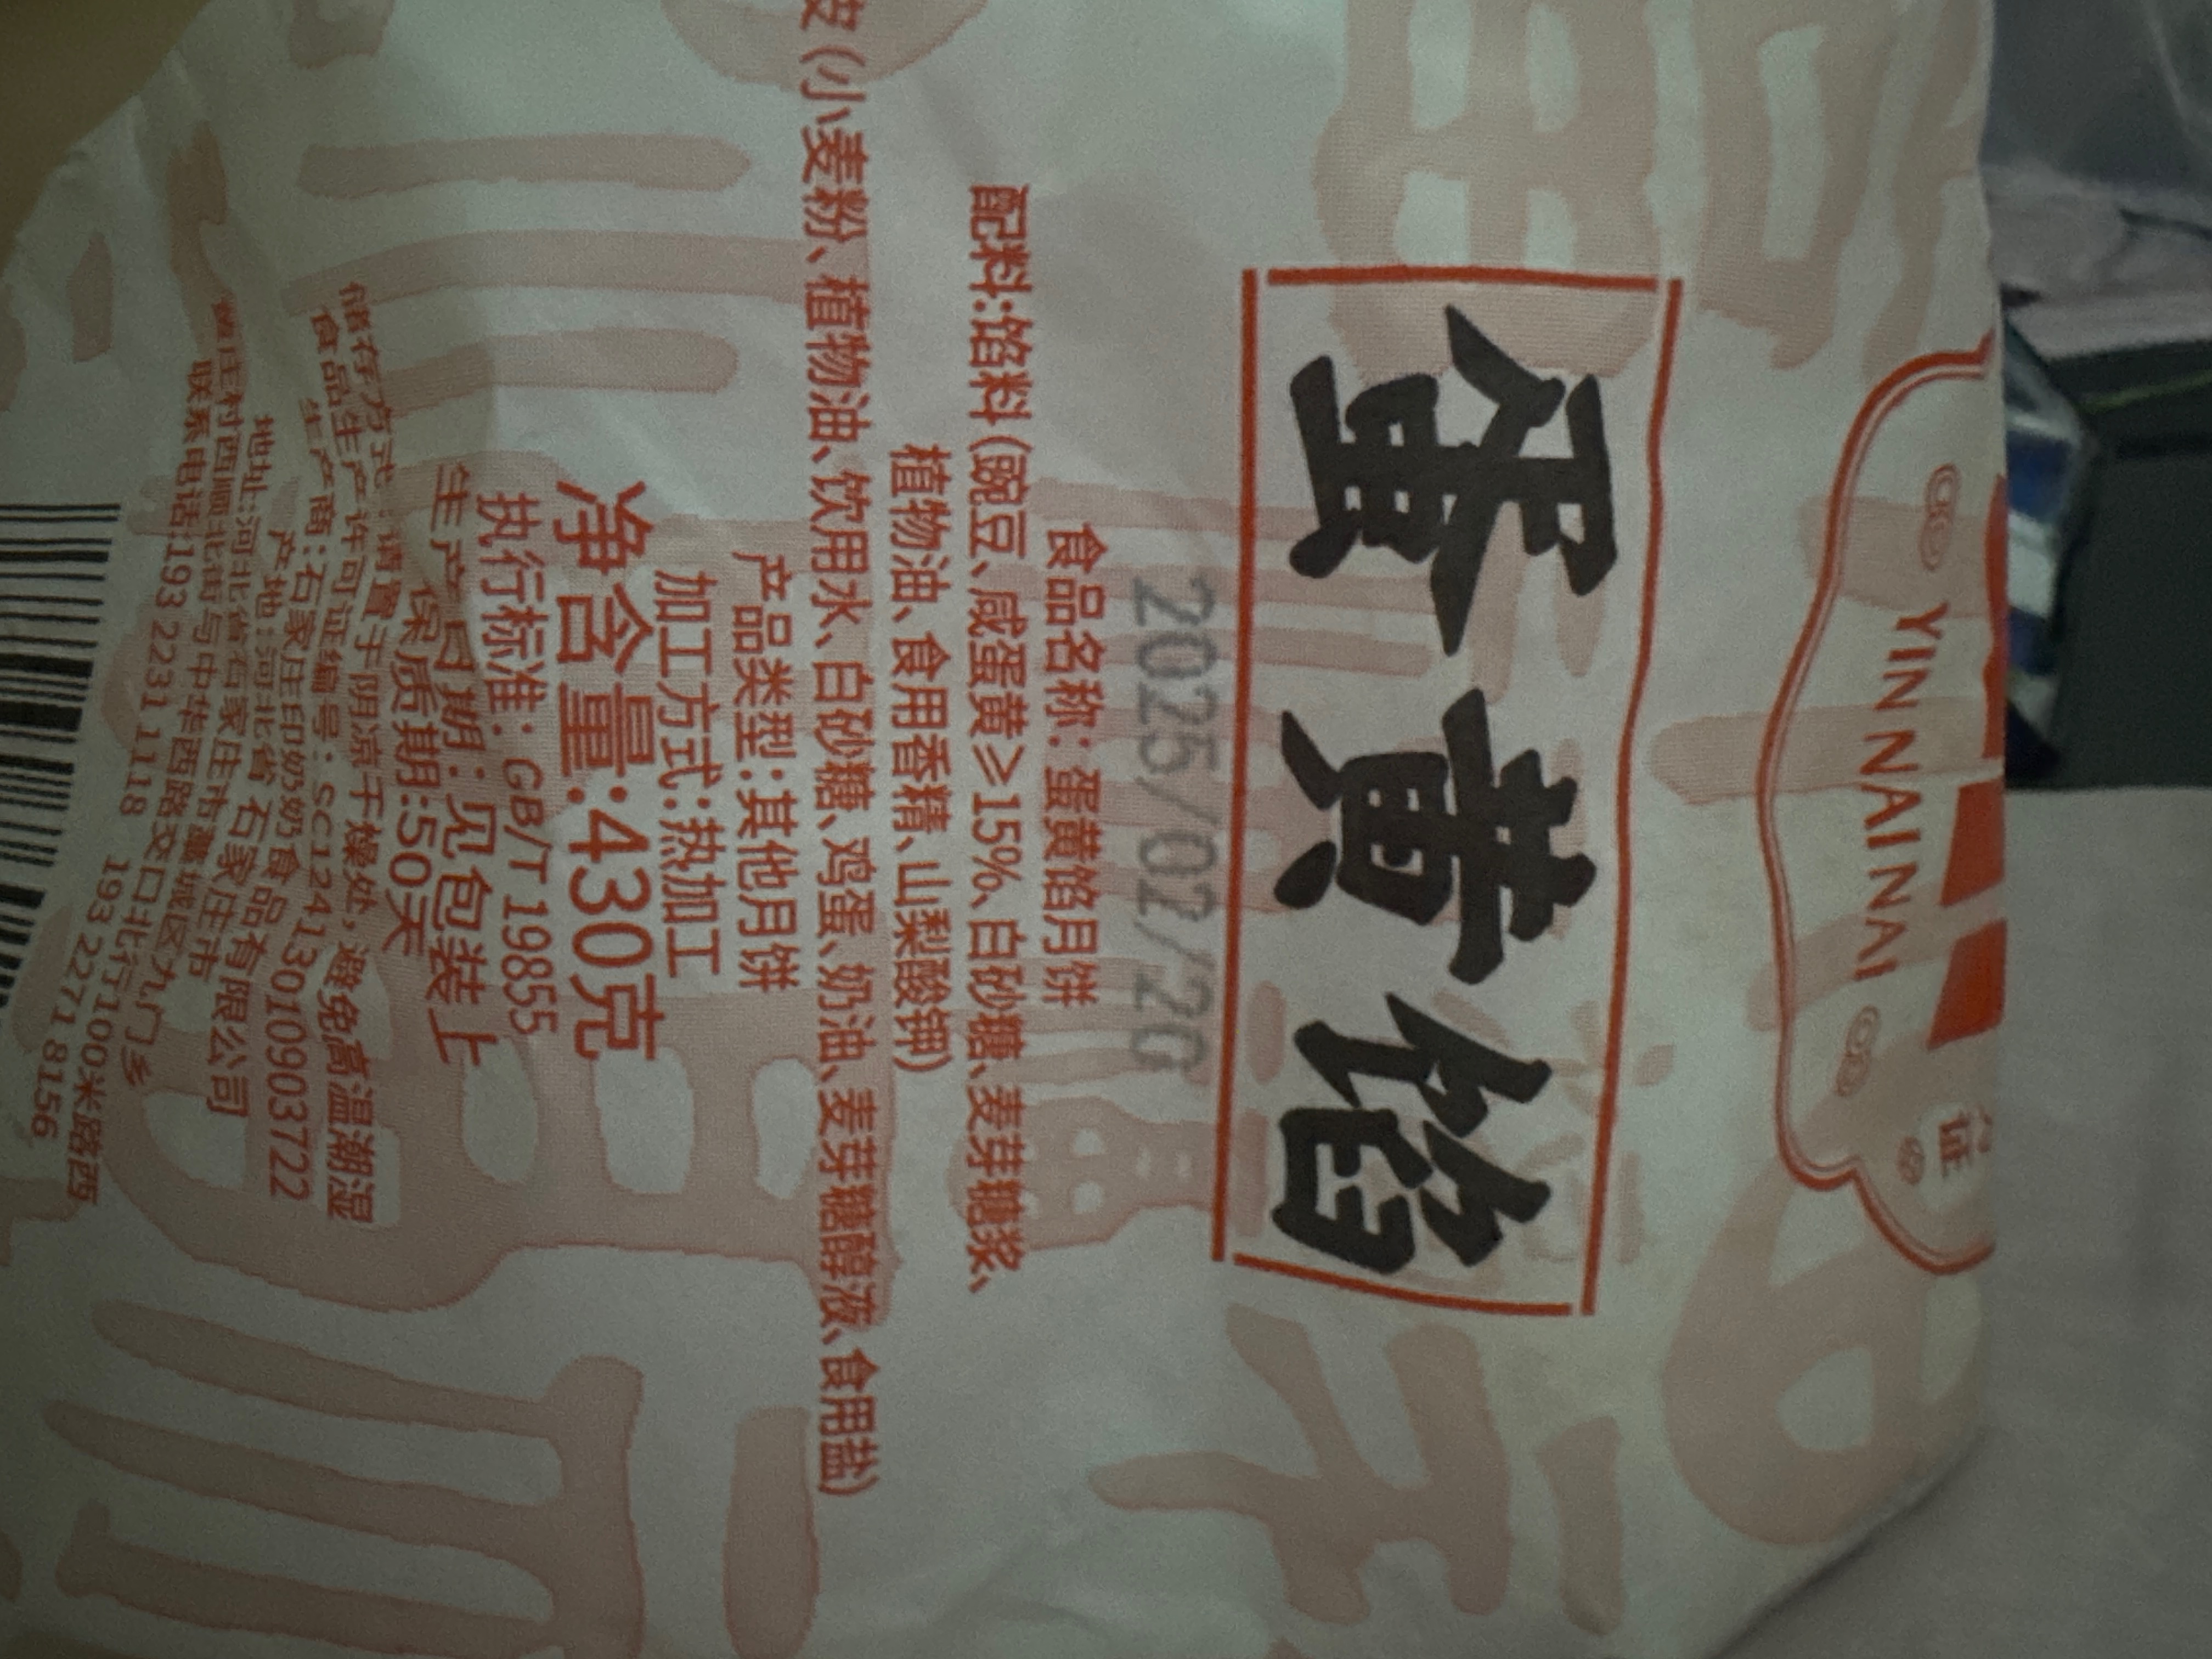 YIN NAI NAI
证
蛋黄馅
2025/02/20
食品名称: 蛋黄馅月饼
配料:馅料(豌豆、咸蛋黄≥15%、白砂糖、麦芽糖浆、
植物油、食用香精、山梨酸钾)
皮(小麦粉、植物油、饮用水、白砂糖、鸡蛋、奶油、麦芽糖醇液、食用盐)
产品类型:其他月饼
加工方式:热加工
净含量:430克
执行标准: GB/T 19855
生产日期: 见包装上
保质期:50天
储存方式:请置于阴凉干燥处,避免高温潮湿
食品生产许可证编号: SC12413010903722
生产商:石家庄印奶奶食品有限公司
产地:河北省石家庄市
地址:河北省石家庄市藁城区九门乡
村西顺北街与中华西路交口北行100米路西
联系电话:193 2231 1118 193 2271 8156